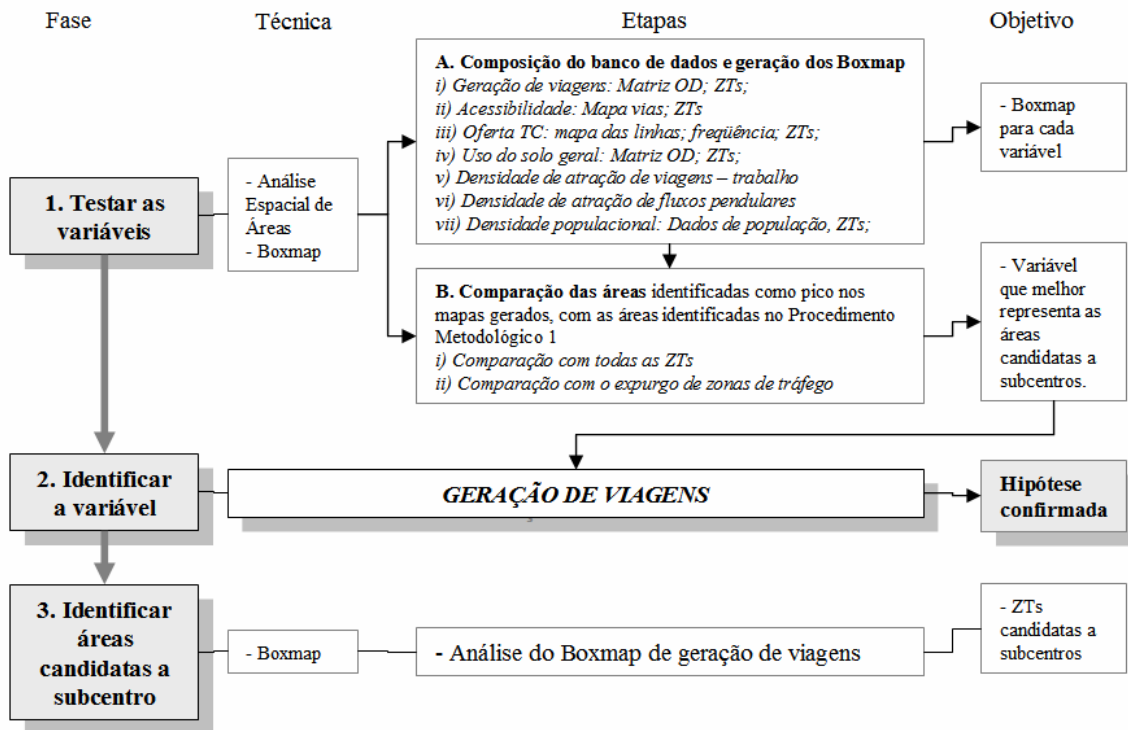 Fase
Técnica
Etapas
Objetivo
1. Testar as
variáveis
- Análise
Espacial de
Áreas
- Boxmap
A. Composição do banco de dados e geração dos Boxmap
i) Geração de viagens: Matriz OD; ZTs;
ii) Acessibilidade: Mapa vias; ZTs
iii) Oferta TC: mapa das linhas; freqüência; ZTs;
iv) Uso do solo geral: Matriz OD; ZTs;
v) Densidade de atração de viagens – trabalho
vi) Densidade de atração de fluxos pendulares
vii) Densidade populacional: Dados de população, ZTs;
- Boxmap
para cada
variável
B. Comparação das áreas identificadas como pico nos
mapas gerados, com as áreas identificadas no Procedimento
Metodológico 1
i) Comparação com todas as ZTs
ii) Comparação com o expurgo de zonas de tráfego
- Variável
que melhor
representa as
áreas
candidatas a
subcentros.
2. Identificar
a variável
GERAÇÃO DE VIAGENS
Hipótese
confirmada
3. Identificar
áreas
candidatas a
subcentro
- Boxmap
- Análise do Boxmap de geração de viagens
- ZTs
candidatas a
subcentros